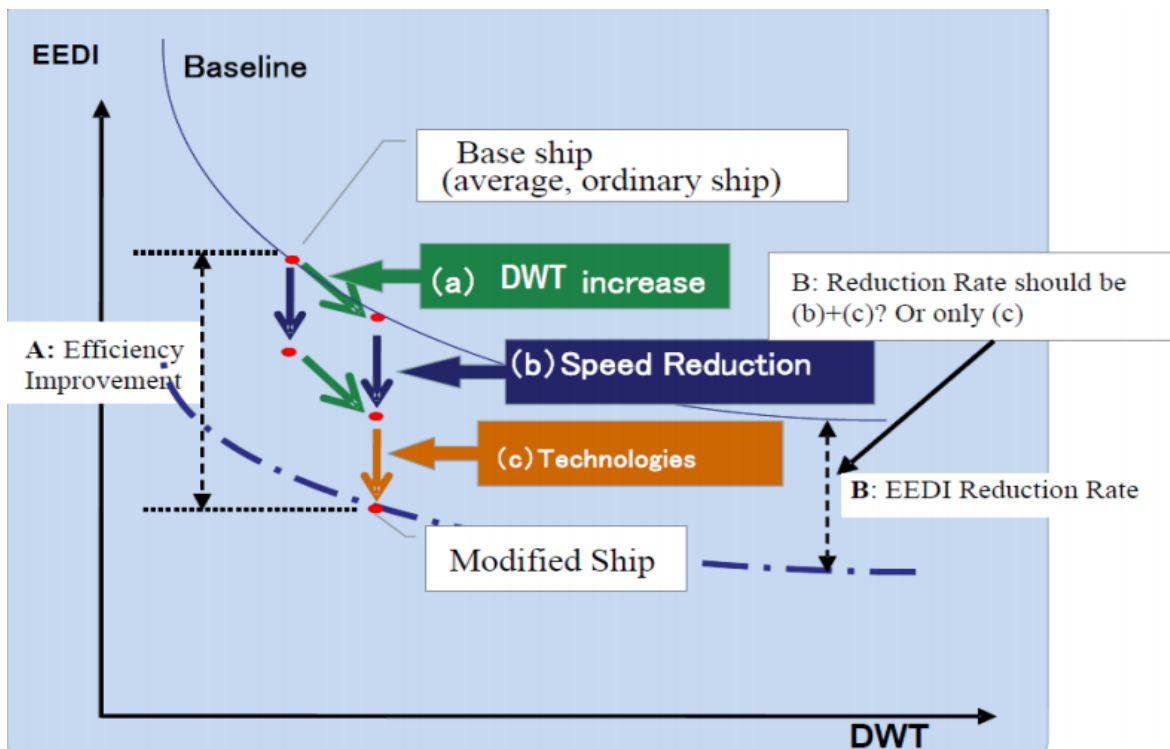 EEDI
Baseline
Base ship
(average, ordinary ship)
(a) DWT increase
B: Reduction Rate should be
(b)+(c)? Or only (c)
A: Efficiency
Improvement
(b) Speed Reduction
(c) Technologies
B: EEDI Reduction Rate
Modified Ship
DWT